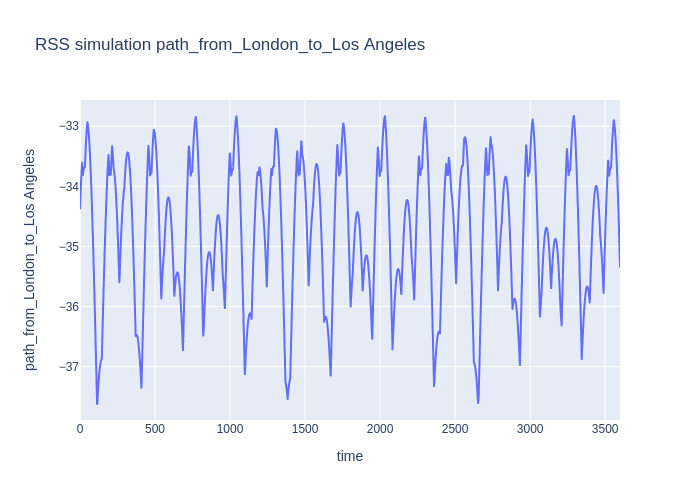 RSS simulation path_from_London_to_Los Angeles
path_from_London_to_Los Angeles
−33
−34
−35
−36
−37
0 500 1000 1500 2000 2500 3000 3500
time